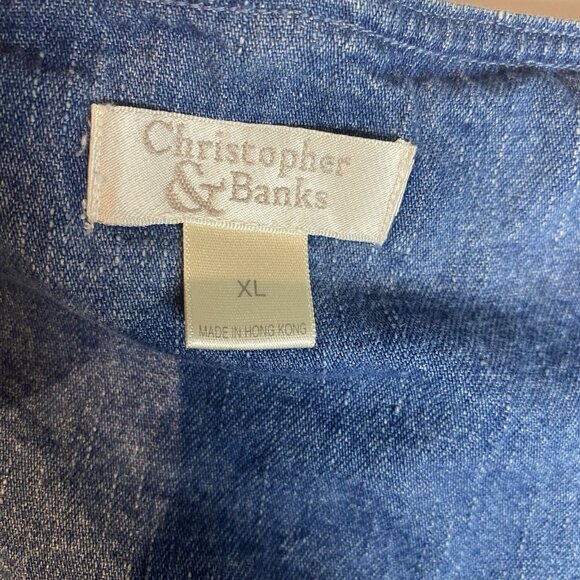 Christopher
& Banks
XL
MADE IN HONG KONG